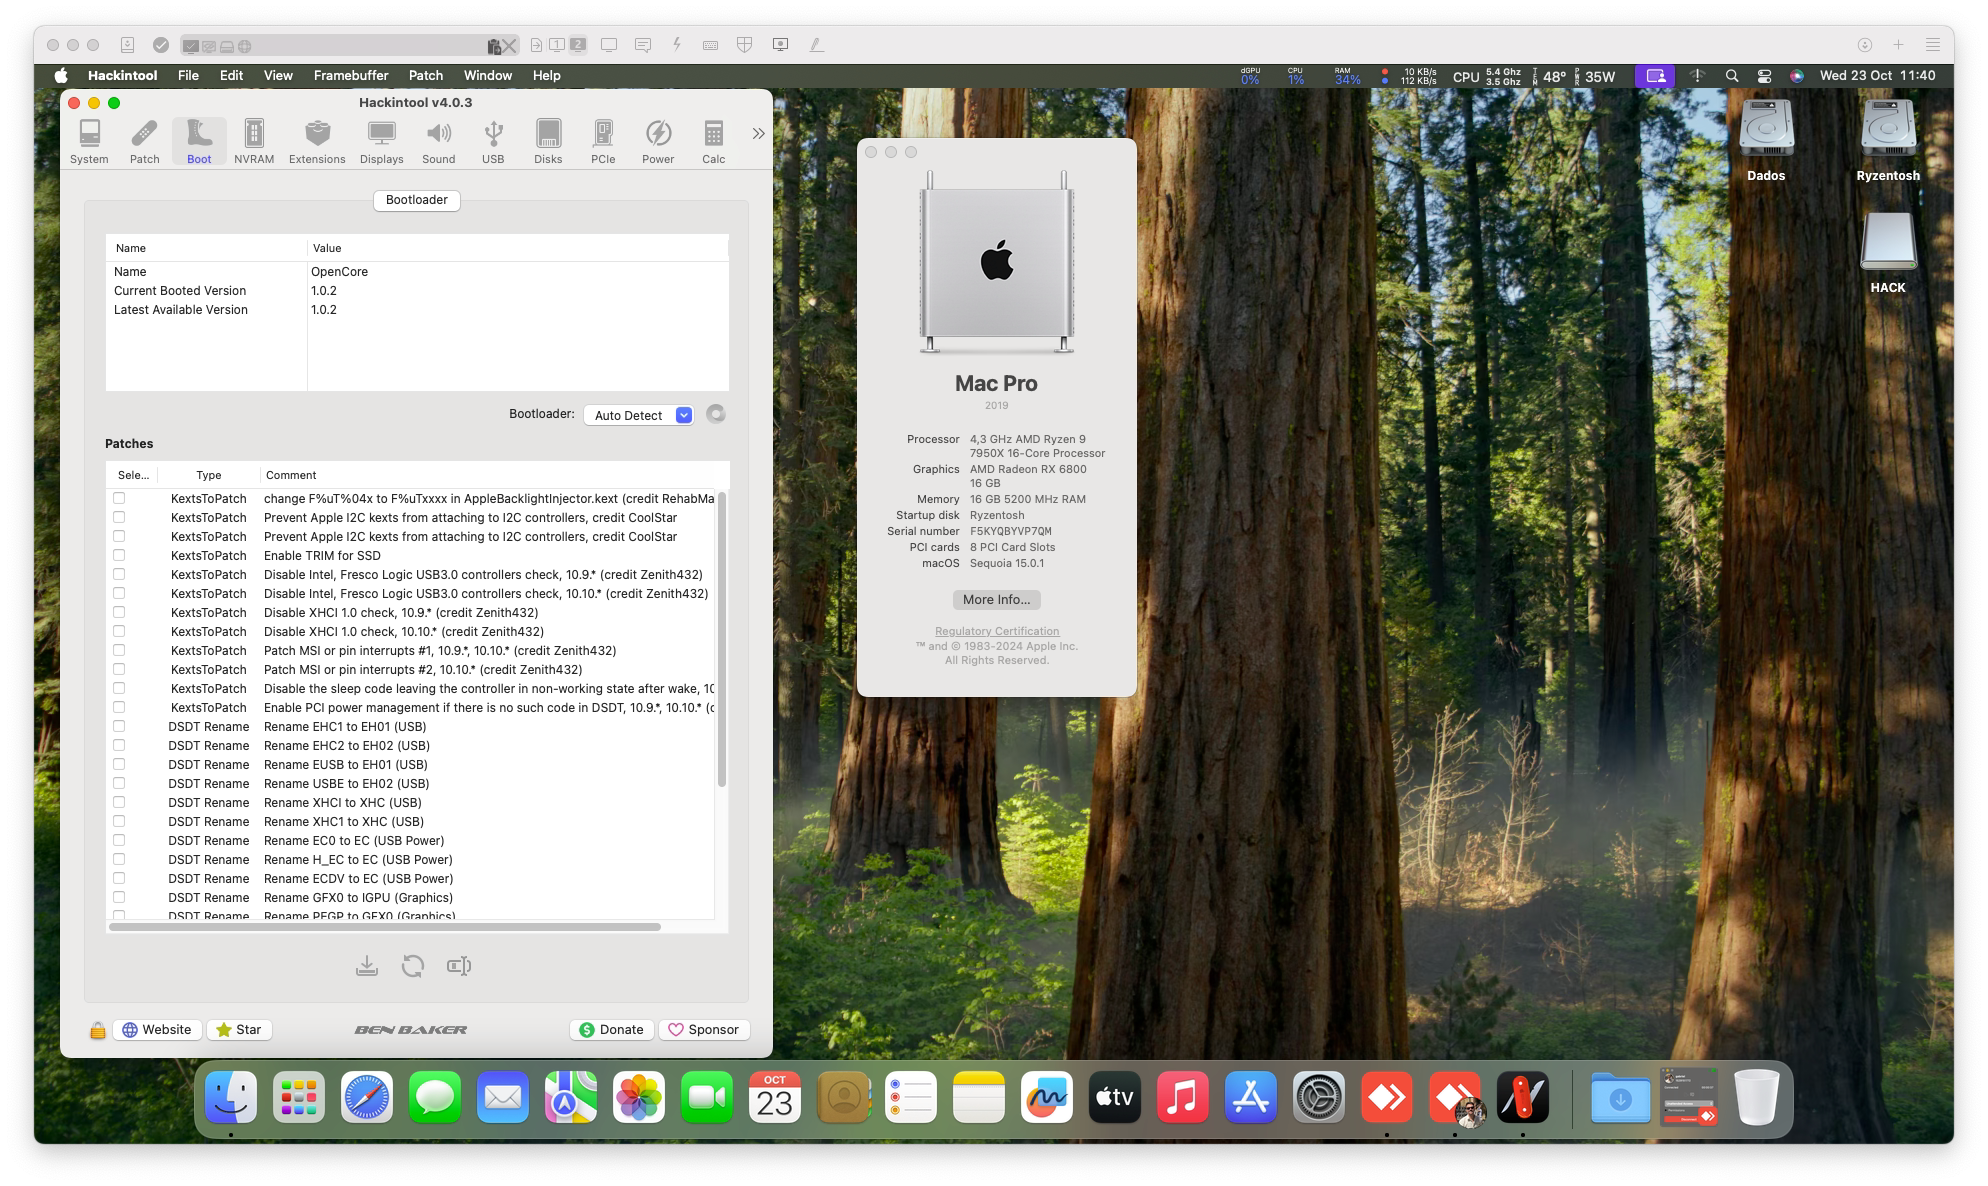 1
2
Hackintool File Edit View Framebuffer Patch Window Help
dGPU 0% CPU 1% RAM 34% 10 KB/s 112 KB/s CPU 5.4 Ghz 3.5 Ghz 48° 35W Wed 23 Oct 11:40
Hackintool v4.0.3
System Patch Boot NVRAM Extensions Displays Sound USB Disks PCIe Power Calc
Bootloader
Name Value
Name OpenCore
Current Booted Version 1.0.2
Latest Available Version 1.0.2
Bootloader: Auto Detect
Patches
Sele... Type Comment
KextsToPatch change F%uT%04x to F%uTxxxx in AppleBacklightInjector.kext (credit RehabMa
KextsToPatch Prevent Apple I2C kexts from attaching to I2C controllers, credit CoolStar
KextsToPatch Prevent Apple I2C kexts from attaching to I2C controllers, credit CoolStar
KextsToPatch Enable TRIM for SSD
KextsToPatch Disable Intel, Fresco Logic USB3.0 controllers check, 10.9.* (credit Zenith432)
KextsToPatch Disable Intel, Fresco Logic USB3.0 controllers check, 10.10.* (credit Zenith432)
KextsToPatch Disable XHCI 1.0 check, 10.9.* (credit Zenith432)
KextsToPatch Disable XHCI 1.0 check, 10.10.* (credit Zenith432)
KextsToPatch Patch MSI or pin interrupts #1, 10.9.*, 10.10.* (credit Zenith432)
KextsToPatch Patch MSI or pin interrupts #2, 10.10.* (credit Zenith432)
KextsToPatch Disable the sleep code leaving the controller in non-working state after wake, 10
KextsToPatch Enable PCI power management if there is no such code in DSDT, 10.9.*, 10.10.* (c
DSDT Rename Rename EHC1 to EH01 (USB)
DSDT Rename Rename EHC2 to EH02 (USB)
DSDT Rename Rename EUSB to EH01 (USB)
DSDT Rename Rename USBE to EH02 (USB)
DSDT Rename Rename XHCI to XHC (USB)
DSDT Rename Rename XHC1 to XHC (USB)
DSDT Rename Rename EC0 to EC (USB Power)
DSDT Rename Rename H_EC to EC (USB Power)
DSDT Rename Rename ECDV to EC (USB Power)
DSDT Rename Rename GFX0 to IGPU (Graphics)
DSDT Rename Rename PEGP to GFX0 (Graphics)
Website Star BEN BAKER Donate Sponsor
Mac Pro
2019
Processor 4,3 GHz AMD Ryzen 9
7950X 16-Core Processor
Graphics AMD Radeon RX 6800
16 GB
Memory 16 GB 5200 MHz RAM
Startup disk Ryzentosh
Serial number F5KYQBYVP7QM
PCI cards 8 PCI Card Slots
macOS Sequoia 15.0.1
More Info...
Regulatory Certification
™ and © 1983-2024 Apple Inc.
All Rights Reserved.
Dados
Ryzentosh
HACK
OCT
23
tv